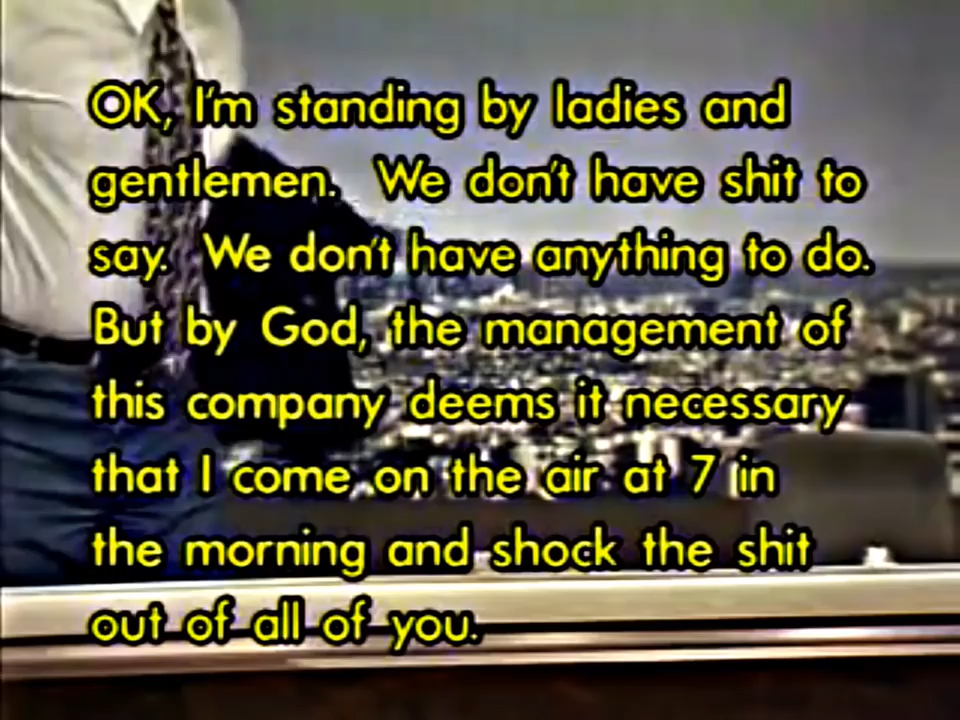 OK, I'm standing by ladies and
gentlemen. We don't have shit to
say. We don't have anything to do.
But by God, the management of
this company deems it necessary
that I come on the air at 7 in
the morning and shock the shit
out of all of you.